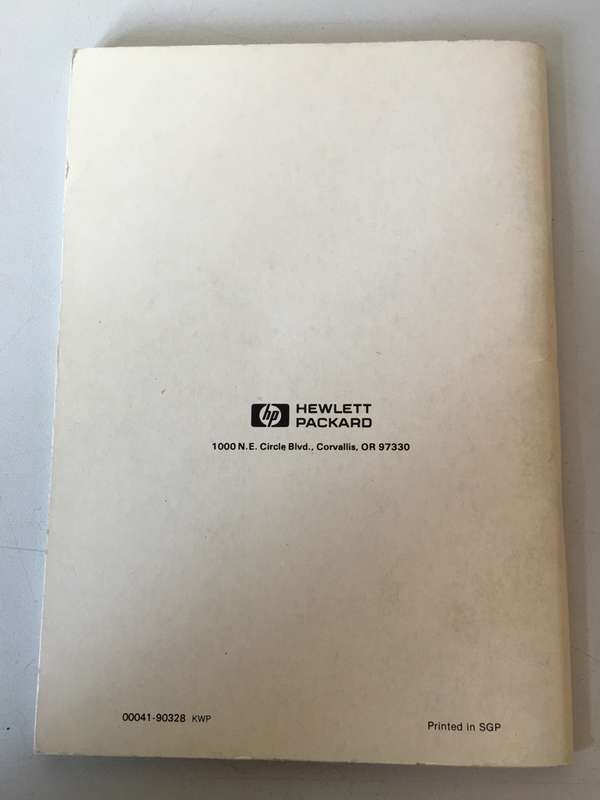 hp HEWLETT
PACKARD
1000 N.E. Circle Blvd., Corvallis, OR 97330
00041-90328 KWP
Printed in SGP